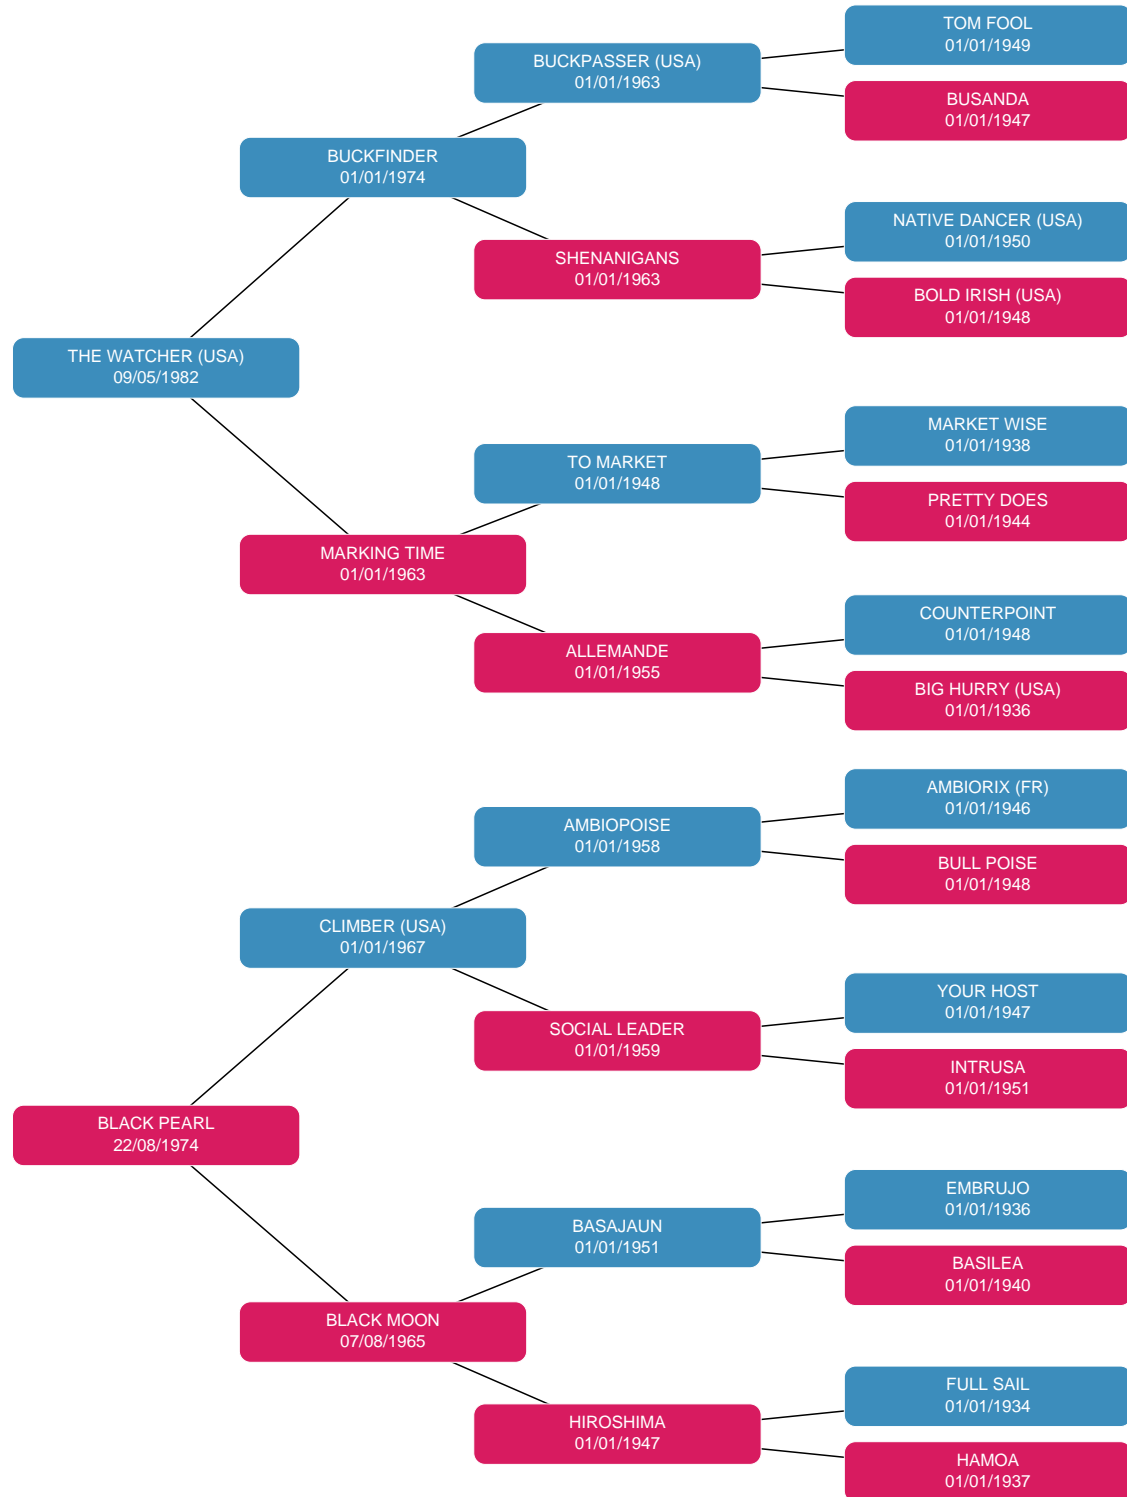 TOM FOOL
01/01/1949
BUCKPASSER (USA)
01/01/1963
BUSANDA
01/01/1947
BUCKFINDER
01/01/1974
NATIVE DANCER (USA)
01/01/1950
SHENANIGANS
01/01/1963
BOLD IRISH (USA)
01/01/1948
THE WATCHER (USA)
09/05/1982
MARKET WISE
01/01/1938
TO MARKET
01/01/1948
PRETTY DOES
01/01/1944
MARKING TIME
01/01/1963
COUNTERPOINT
01/01/1948
ALLEMANDE
01/01/1955
BIG HURRY (USA)
01/01/1936
AMBIORIX (FR)
01/01/1946
AMBIOPOISE
01/01/1958
BULL POISE
01/01/1948
CLIMBER (USA)
01/01/1967
YOUR HOST
01/01/1947
SOCIAL LEADER
01/01/1959
INTRUSA
01/01/1951
BLACK PEARL
22/08/1974
EMBRUJO
01/01/1936
BASAJAUN
01/01/1951
BASILEA
01/01/1940
BLACK MOON
07/08/1965
FULL SAIL
01/01/1934
HIROSHIMA
01/01/1947
HAMOA
01/01/1937